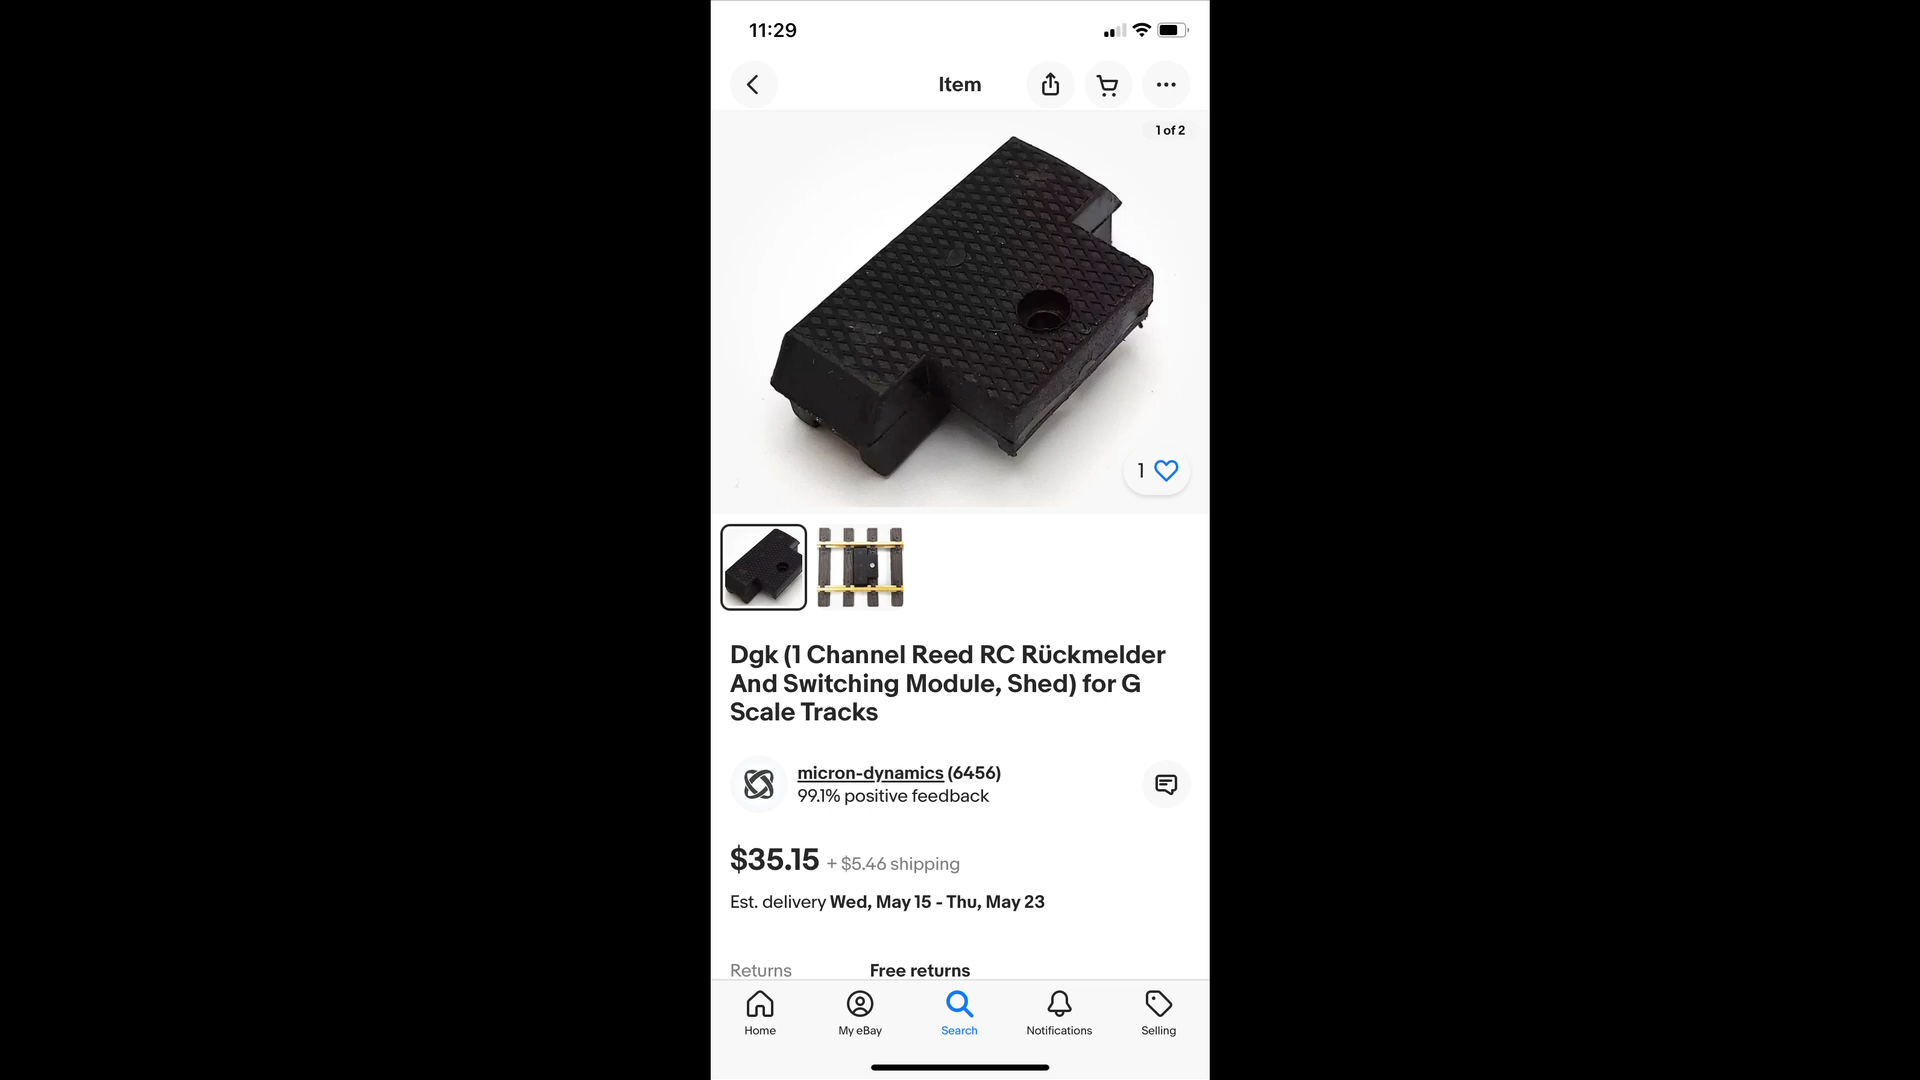 11:29
Item
1 of 2
1
Dgk (1 Channel Reed RC Rückmelder
And Switching Module, Shed) for G
Scale Tracks
micron-dynamics (6456)
99.1% positive feedback
$35.15 + $5.46 shipping
Est. delivery Wed, May 15 - Thu, May 23
Returns Free returns
Home My eBay Search Notifications Selling